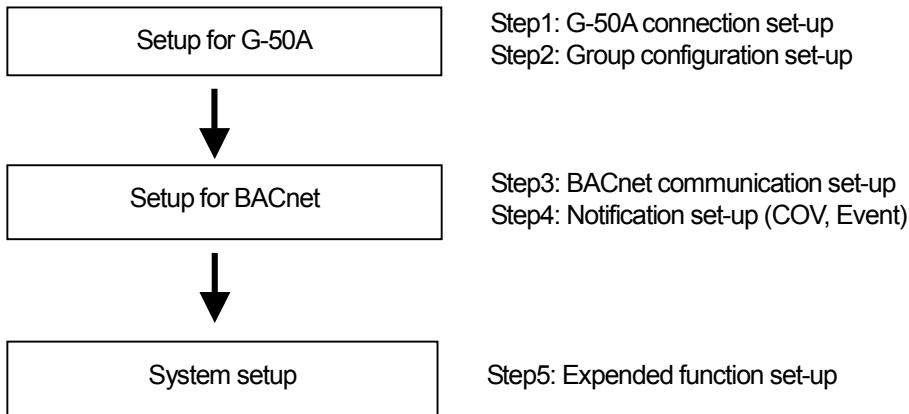 Setup for G-50A
Step1: G-50A connection set-up
Step2: Group configuration set-up
Setup for BACnet
Step3: BACnet communication set-up
Step4: Notification set-up (COV, Event)
System setup
Step5: Expended function set-up